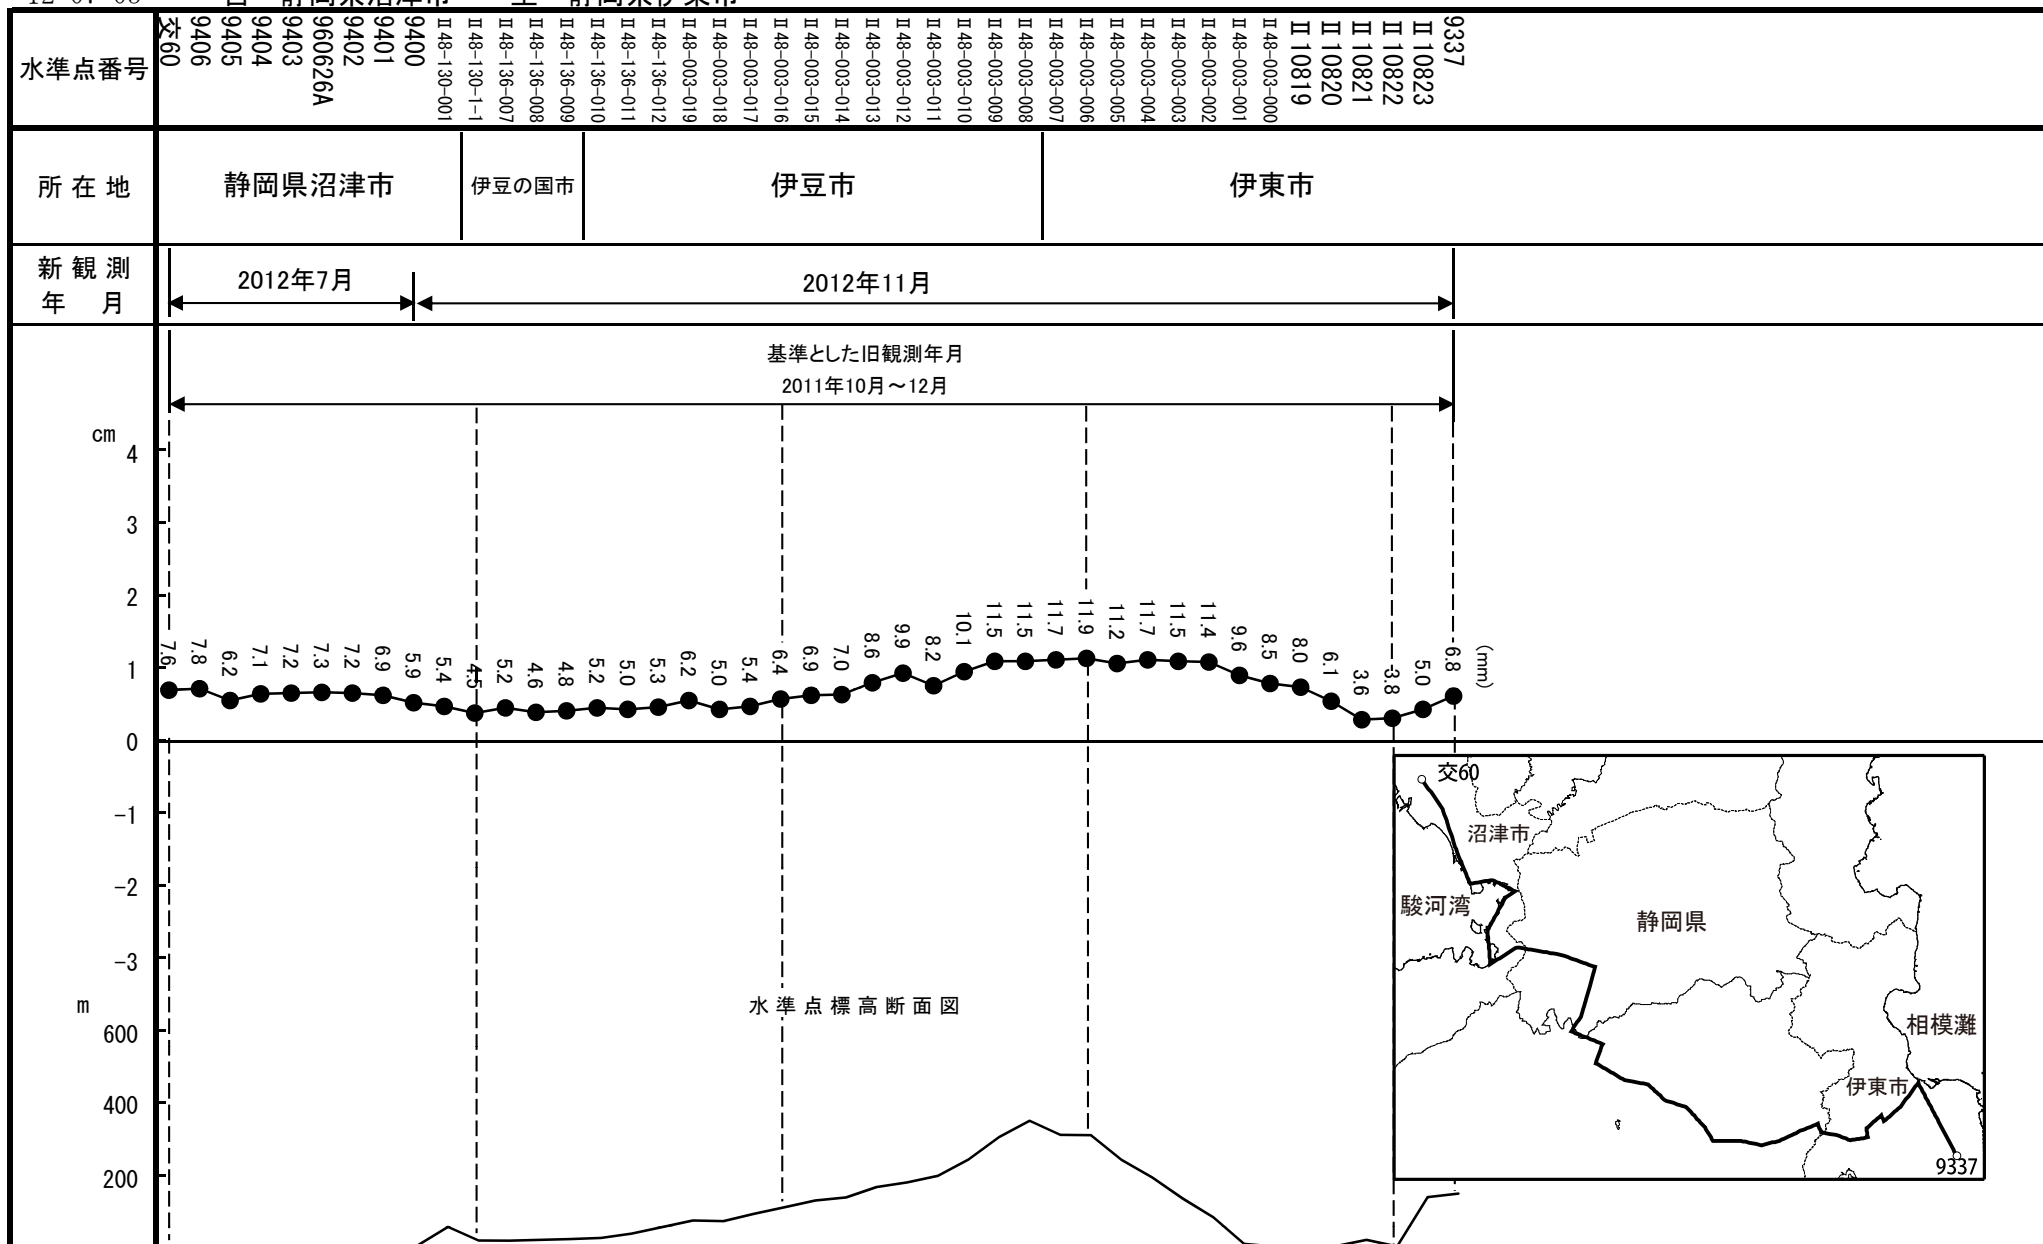 水準点番号
交60 9406 9405 9404 9403 960626A 9402 9401 9400 Ⅱ48-130-001 Ⅱ48-130-1-1 Ⅱ48-136-007 Ⅱ48-136-008 Ⅱ48-136-009 Ⅱ48-136-010 Ⅱ48-136-011 Ⅱ48-136-012 Ⅱ48-003-019 Ⅱ48-003-018 Ⅱ48-003-017 Ⅱ48-003-016 Ⅱ48-003-015 Ⅱ48-003-014 Ⅱ48-003-013 Ⅱ48-003-012 Ⅱ48-003-011 Ⅱ48-003-010 Ⅱ48-003-009 Ⅱ48-003-008 Ⅱ48-003-007 Ⅱ48-003-006 Ⅱ48-003-005 Ⅱ48-003-004 Ⅱ48-003-003 Ⅱ48-003-002 Ⅱ48-003-001 Ⅱ48-003-000 Ⅱ10819 Ⅱ10820 Ⅱ10821 Ⅱ10822 Ⅱ10823 9337
所在地 静岡県沼津市 伊豆の国市 伊豆市 伊東市
新観測
年 月
2012年7月 2012年11月
基準とした旧観測年月
2011年10月～12月
cm
4
3
2
1
0
-1
-2
-3
7.6 7.8 6.2 7.1 7.2 7.3 7.2 6.9 5.9 5.4 4.5 5.2 4.6 4.8 5.2 5.0 5.3 6.2 5.0 5.4 6.4 6.9 7.0 8.6 9.9 8.2 10.1 11.5 11.5 11.7 11.9 11.2 11.7 11.5 11.4 9.6 8.5 8.0 6.1 3.6 3.8 5.0 6.8 (mm)
m
600
400
200
水準点標高断面図
交60
沼津市
駿河湾
静岡県
相模灘
伊東市
9337